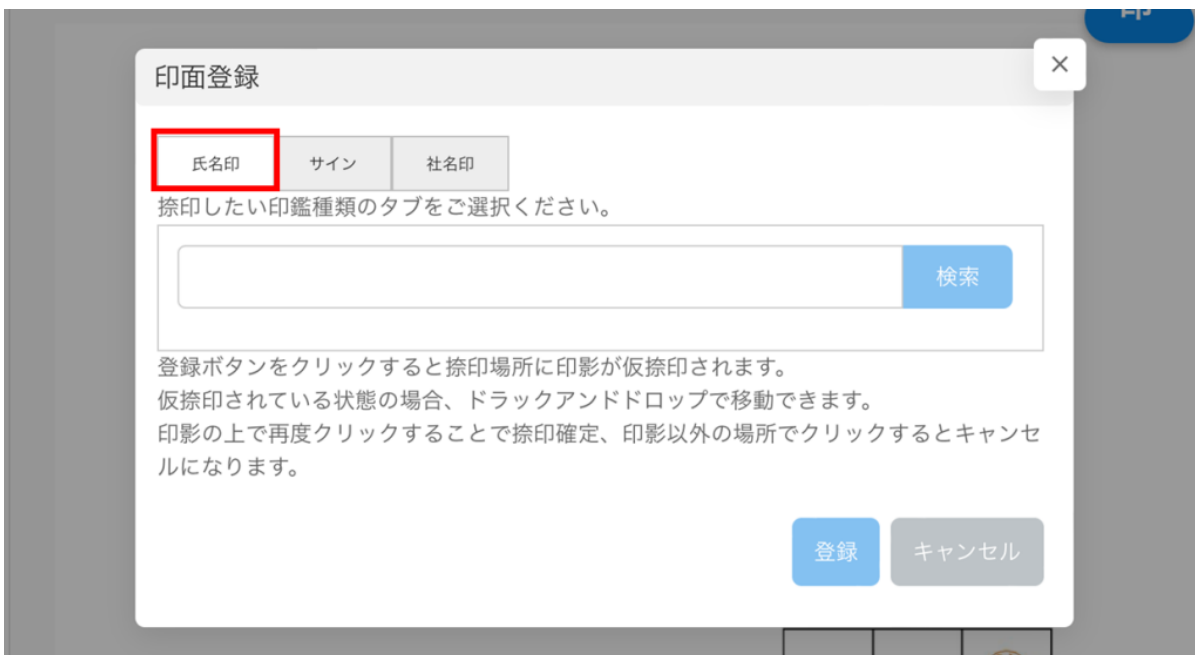 印
印面登録
×
氏名印 サイン 社名印
捺印したい印鑑種類のタブをご選択ください。
検索
登録ボタンをクリックすると捺印場所に印影が仮捺印されます。
仮捺印されている状態の場合、ドラックアンドドロップで移動できます。
印影の上で再度クリックすることで捺印確定、印影以外の場所でクリックするとキャンセ
ルになります。
登録 キャンセル